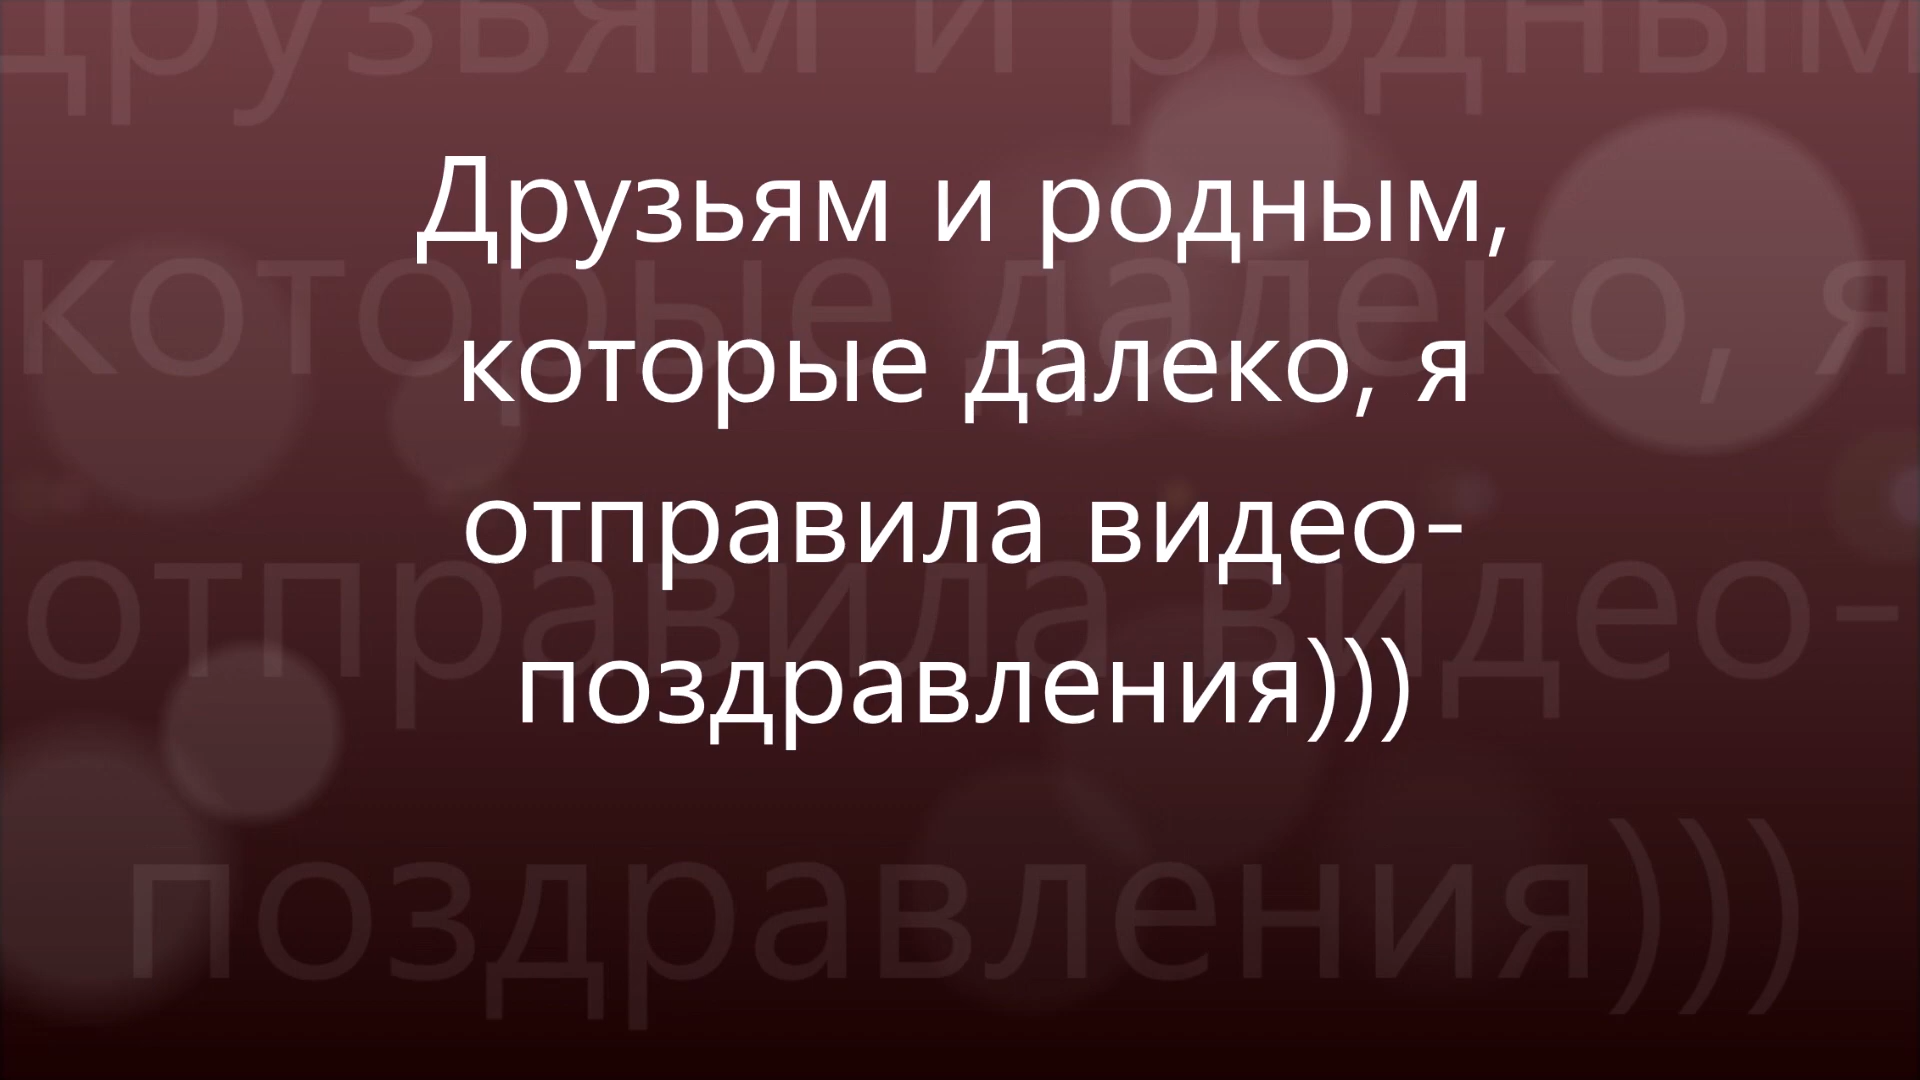 Друзьям и родным,
которые далеко, я
отправила видео-
поздравления)))